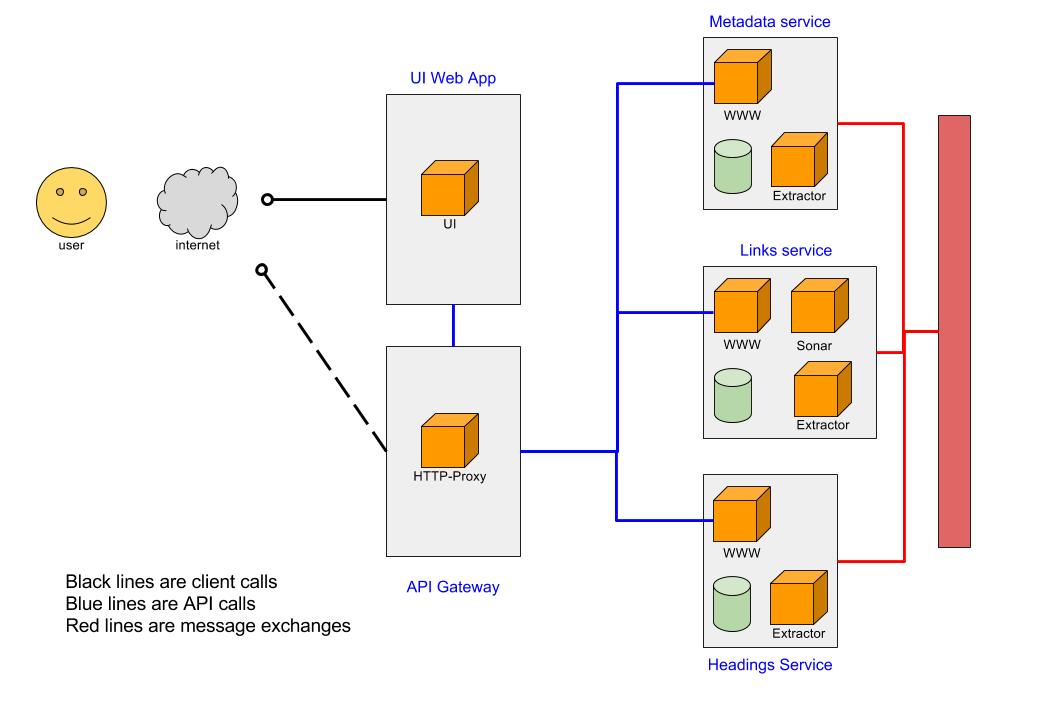 Metadata service
UI Web App
WWW
Extractor
user
internet
UI
Links service
WWW
Sonar
Extractor
HTTP-Proxy
API Gateway
WWW
Extractor
Headings Service
Black lines are client calls
Blue lines are API calls
Red lines are message exchanges